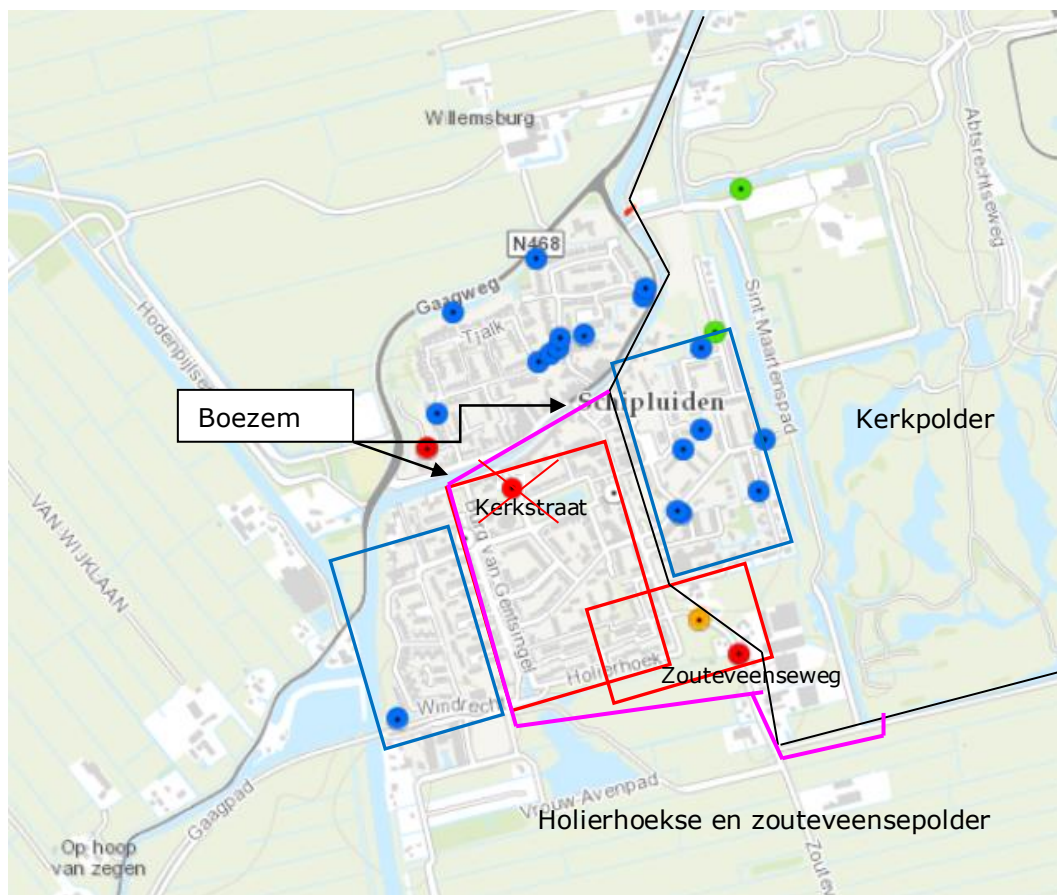 Willemsburg
Abtsrechtseweg
N468
Gaagweg
Tjalk
Sint Maartenspad
Hodenpijlse
Boezem
Schipluiden
Kerkpolder
Kerkstraat
VAN WIJKLAAN
Burg van Gentsingel
Holierhoek
Zouteveenseweg
Windrecht
Gaagpad
Vrouw Avenpad
Holierhoekse en zouteveensepolder
Op hoop
van zegen
Zoutev